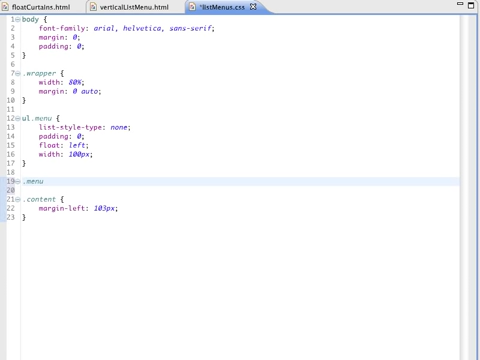 floatCurtains.html verticalListMenu.html *listMenus.css
1 body {
2 font-family: arial, helvetica, sans-serif;
3 margin: 0;
4 padding: 0;
5 }
6
7 .wrapper {
8 width: 80%;
9 margin: 0 auto;
10 }
11
12 ul.menu {
13 list-style-type: none;
14 padding: 0;
15 float: left;
16 width: 100px;
17 }
18
19 .menu
20
21 .content {
22 margin-left: 103px;
23 }